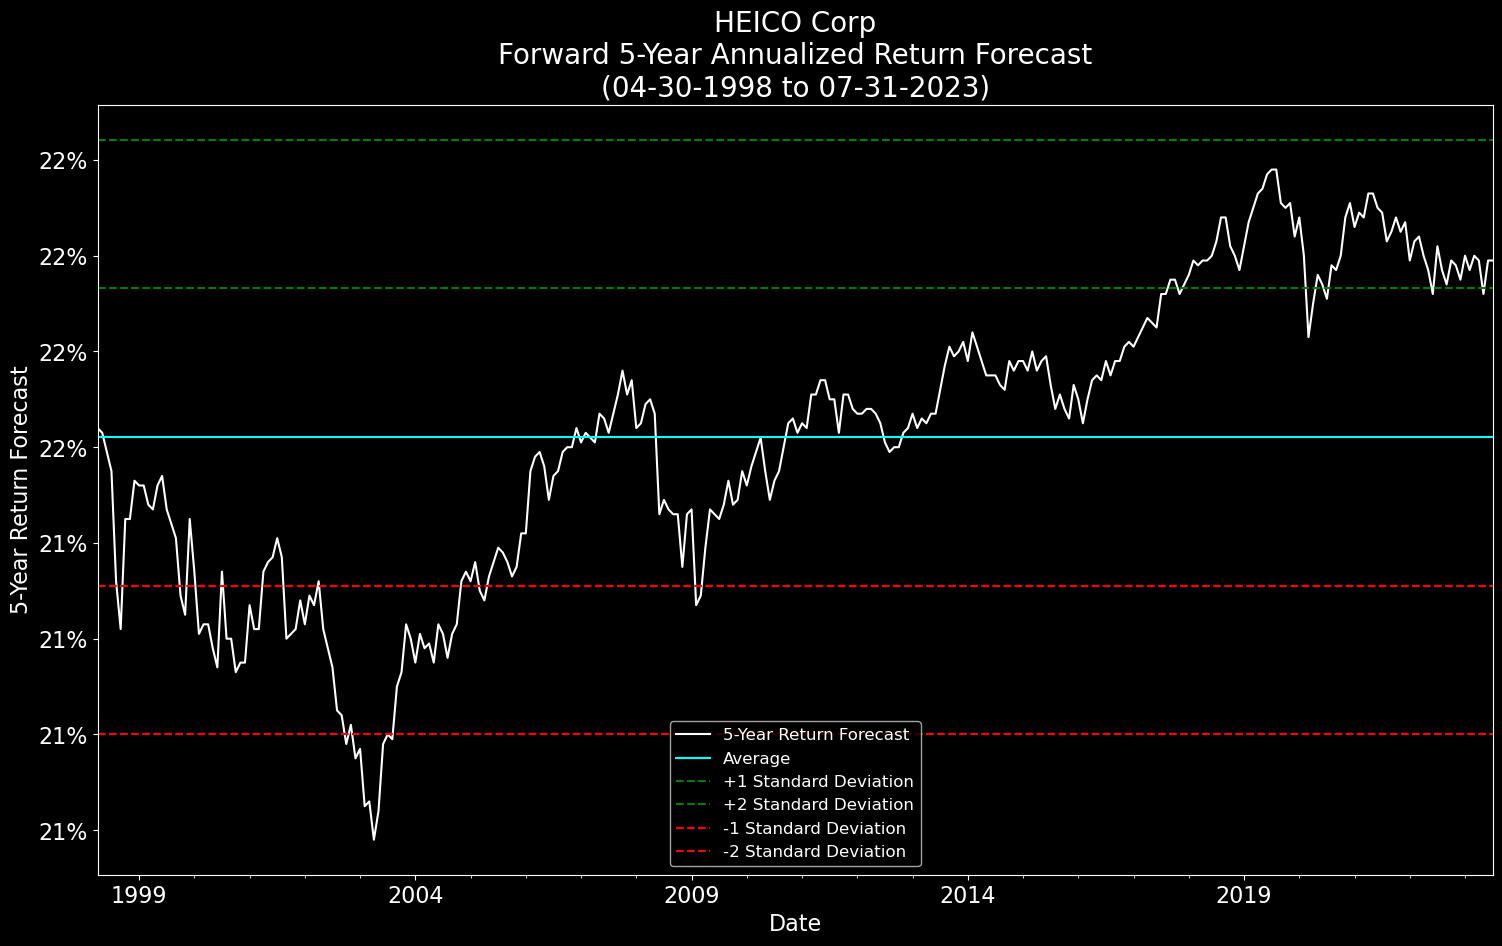 HEICO Corp
Forward 5-Year Annualized Return Forecast
(04-30-1998 to 07-31-2023)
22%
22%
22%
22%
21%
21%
21%
21%
5-Year Return Forecast
5-Year Return Forecast
Average
+1 Standard Deviation
+2 Standard Deviation
-1 Standard Deviation
-2 Standard Deviation
1999
2004
2009
2014
2019
Date